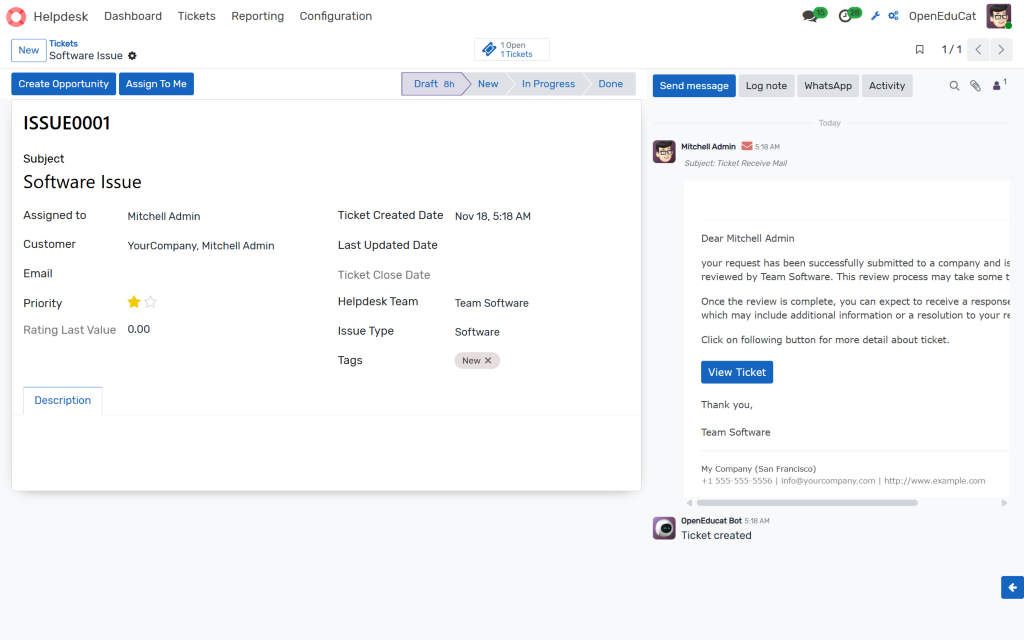 Helpdesk Dashboard Tickets Reporting Configuration 15 28 OpenEduCat
New Tickets
Software Issue
1 Open
1 Tickets
1 / 1
Create Opportunity Assign To Me Draft 8h New In Progress Done
Send message Log note WhatsApp Activity 1
ISSUE0001
Subject
Software Issue
Assigned to Mitchell Admin
Customer YourCompany, Mitchell Admin
Email
Priority
Rating Last Value 0.00
Ticket Created Date Nov 18, 5:18 AM
Last Updated Date
Ticket Close Date
Helpdesk Team Team Software
Issue Type Software
Tags New
Description
Today
Mitchell Admin 5:18 AM
Subject: Ticket Receive Mail
Dear Mitchell Admin
your request has been successfully submitted to a company and is
reviewed by Team Software. This review process may take some t
Once the review is complete, you can expect to receive a response
which may include additional information or a resolution to your re
Click on following button for more detail about ticket.
View Ticket
Thank you,
Team Software
My Company (San Francisco)
+1 555-555-5556 | info@yourcompany.com | http://www.example.com
OpenEducat Bot 5:18 AM
Ticket created